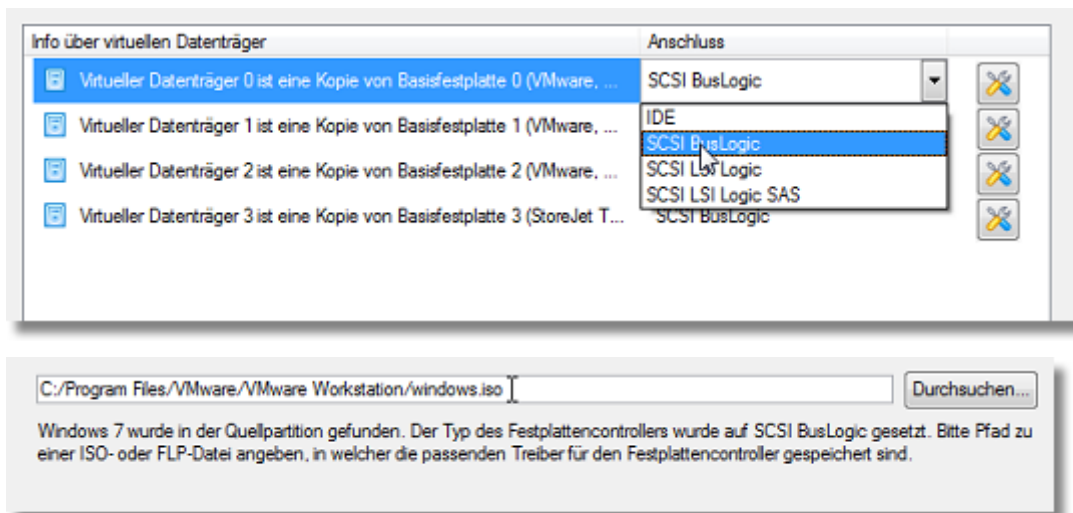 Info über virtuellen Datenträger Anschluss
Virtueller Datenträger 0 ist eine Kopie von Basisfestplatte 0 (VMware, ... SCSI BusLogic
IDE
Virtueller Datenträger 1 ist eine Kopie von Basisfestplatte 1 (VMware, ... SCSI BusLogic
Virtueller Datenträger 2 ist eine Kopie von Basisfestplatte 2 (VMware, ... SCSI LSI Logic
SCSI LSI Logic SAS
Virtueller Datenträger 3 ist eine Kopie von Basisfestplatte 3 (StoreJet T... SCSI BusLogic
C:/Program Files/VMware/VMware Workstation/windows.iso Durchsuchen...
Windows 7 wurde in der Quellpartition gefunden. Der Typ des Festplattencontrollers wurde auf SCSI BusLogic gesetzt. Bitte Pfad zu
einer ISO- oder FLP-Datei angeben, in welcher die passenden Treiber für den Festplattencontroller gespeichert sind.